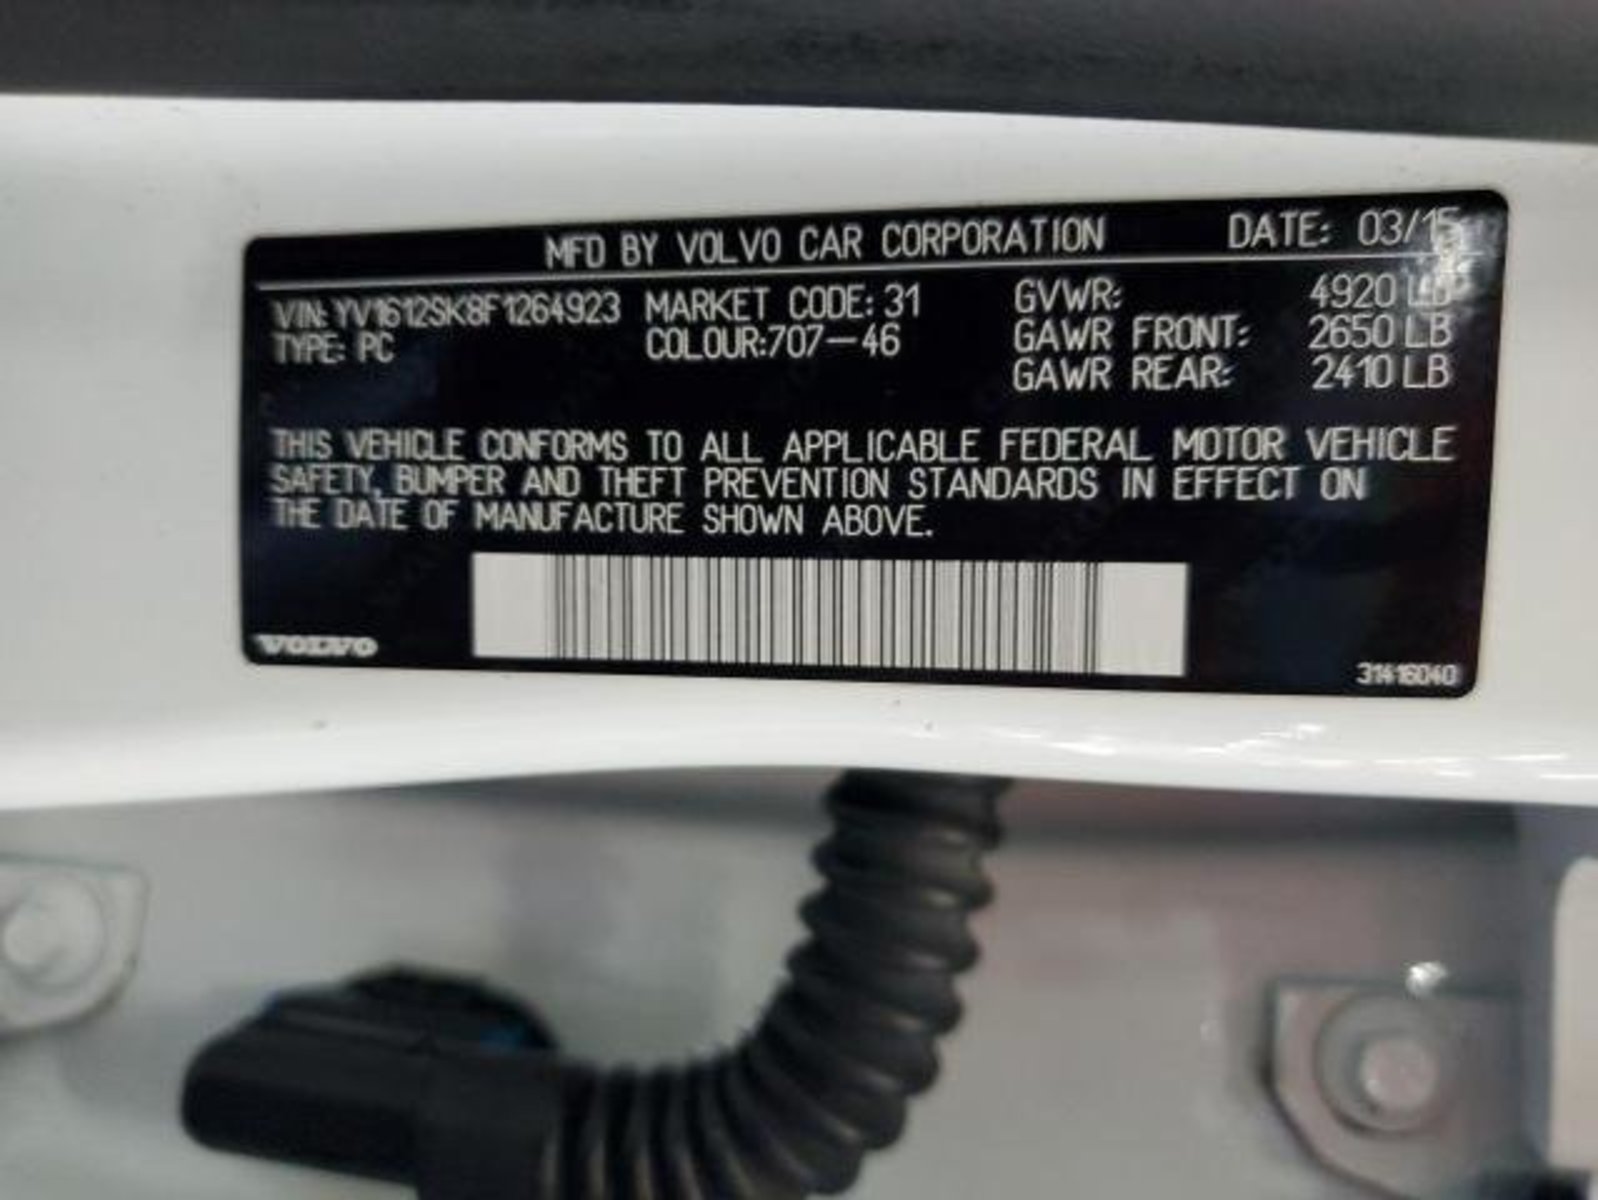 MFD BY VOLVO CAR CORPORATION DATE: 03/15
VIN: YV1612SK8F1264923 MARKET CODE: 31 GVWR: 4920 LB
TYPE: PC COLOUR:707-46 GAWR FRONT: 2650 LB
GAWR REAR: 2410 LB
THIS VEHICLE CONFORMS TO ALL APPLICABLE FEDERAL MOTOR VEHICLE
SAFETY, BUMPER AND THEFT PREVENTION STANDARDS IN EFFECT ON
THE DATE OF MANUFACTURE SHOWN ABOVE.
VOLVO
31416040